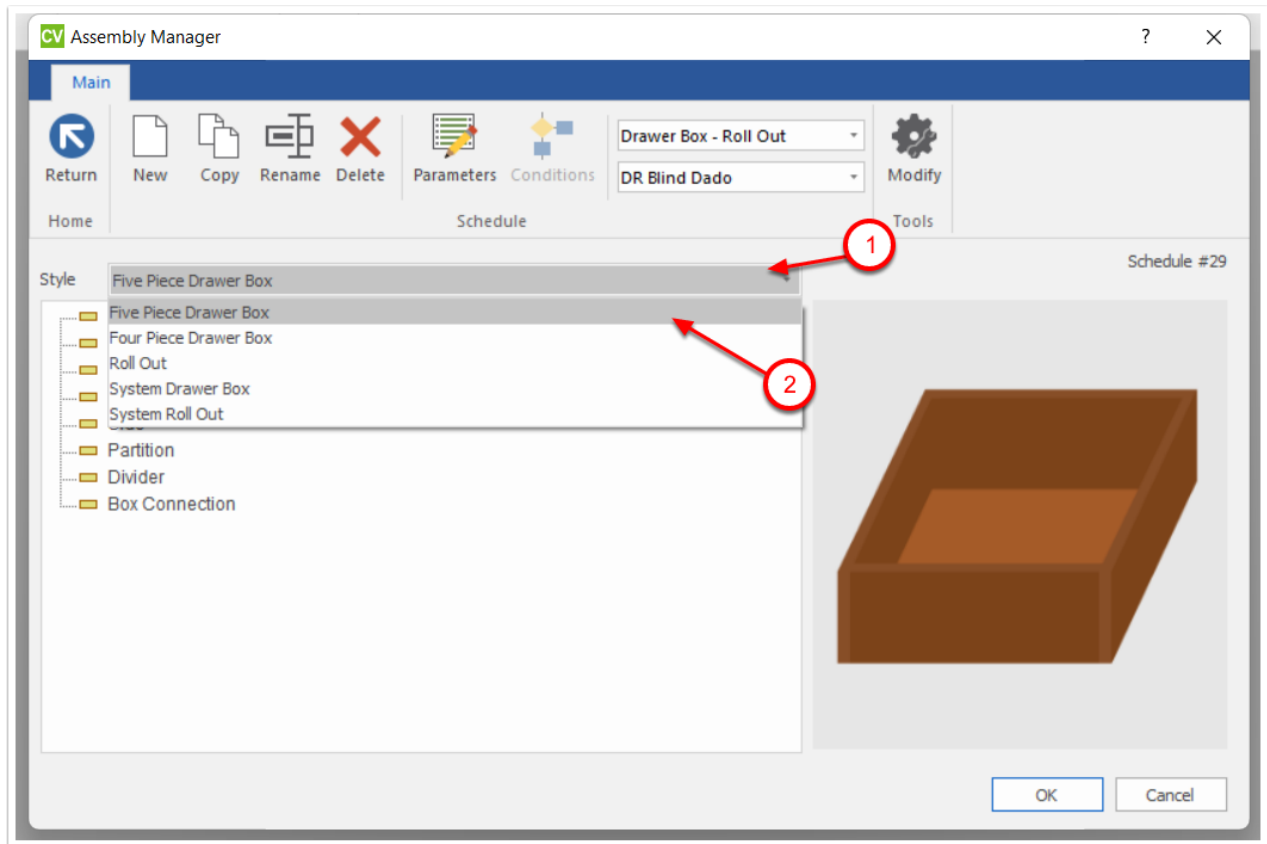 CV Assembly Manager ?
Main
Return New Copy Rename Delete Parameters Conditions
Drawer Box - Roll Out
DR Blind Dado
Modify
Home Schedule Tools
1
Schedule #29
Style Five Piece Drawer Box
Five Piece Drawer Box
Four Piece Drawer Box
Roll Out
2
System Drawer Box
System Roll Out
Partition
Divider
Box Connection
OK Cancel